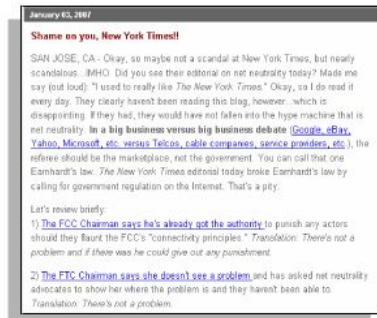 January 03, 2007
Shame on you, New York Times!!
SAN JOSE, CA - Okay, so maybe not a scandal at New York Times, but nearly
scandalous...IMHO. Did you see their editorial on net neutrality today? Made me
say (out loud): "I used to really like The New York Times." Okay, so I do read it
every day. They clearly haven't been reading this blog, however...which is
disappointing. If they had, they would have not fallen into the hype machine that is
net neutrality. In a big business versus big business debate (Google, eBay,
Yahoo, Microsoft, etc. versus Telcos, cable companies, service providers, etc.), the
referee should be the marketplace, not the government. You can call that one
Earnhardt's law. The New York Times editorial today broke Earnhardt's law by
calling for government regulation on the Internet. That's a pity.
Let's review briefly:
1) The FCC Chairman says he's already got the authority to punish any actors
should they flaunt the FCC's "connectivity principles." Translation: There's not a
problem and if there was he could give out any punishment.
2) The FTC Chairman says she doesn't see a problem and has asked net neutrality
advocates to show her where the problem is and they haven't been able to.
Translation: There's not a problem.